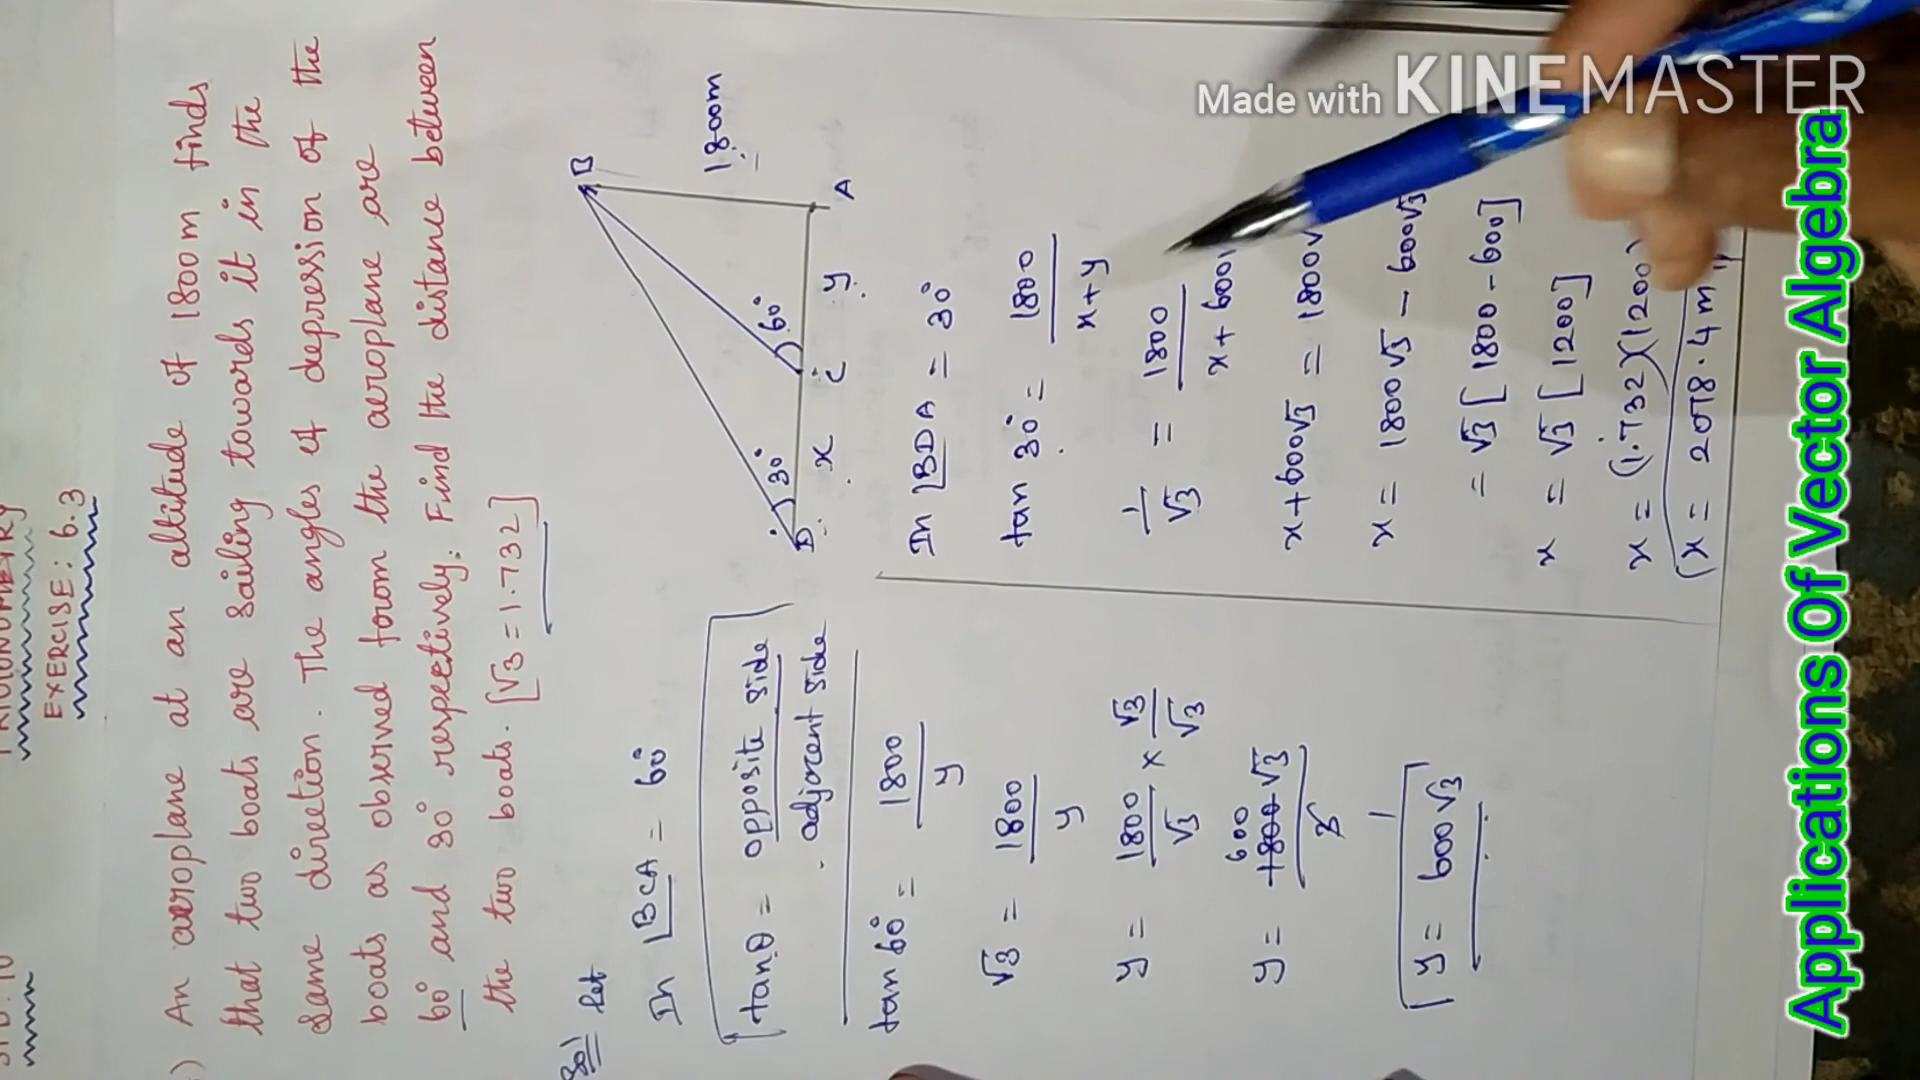 EXERCISE: 6.3
An aeroplane at an altitude of 1800m finds
that two boats are sailing towards it in the
same direction. The angles of depression of the
boats as observed from the aeroplane are
60° and 30° respectively. Find the distance between
the two boats. [√3 = 1.732]
Sol) Let
In ∟BCA = 60°
[tanθ = opposite side / adjacent side
tan 60° = 1800 / y
√3 = 1800 / y
y = 1800 / √3 × √3 / √3
600
y = 1800 √3 / 3
1
y = 600√3
B
1800m
A
60°
30°
D
x
C
y
In ∟BDA = 30°
tan 30° = 1800 / x+y
1/√3 = 1800 / x+600
x+600√3 = 1800√
x = 1800√3 – 600√3
= √3 [1800 - 600]
x = √3 [1200]
x = (1.732)(1200)
x = 2078.4m
Made with KINEMASTER
Applications Of Vector Algebra